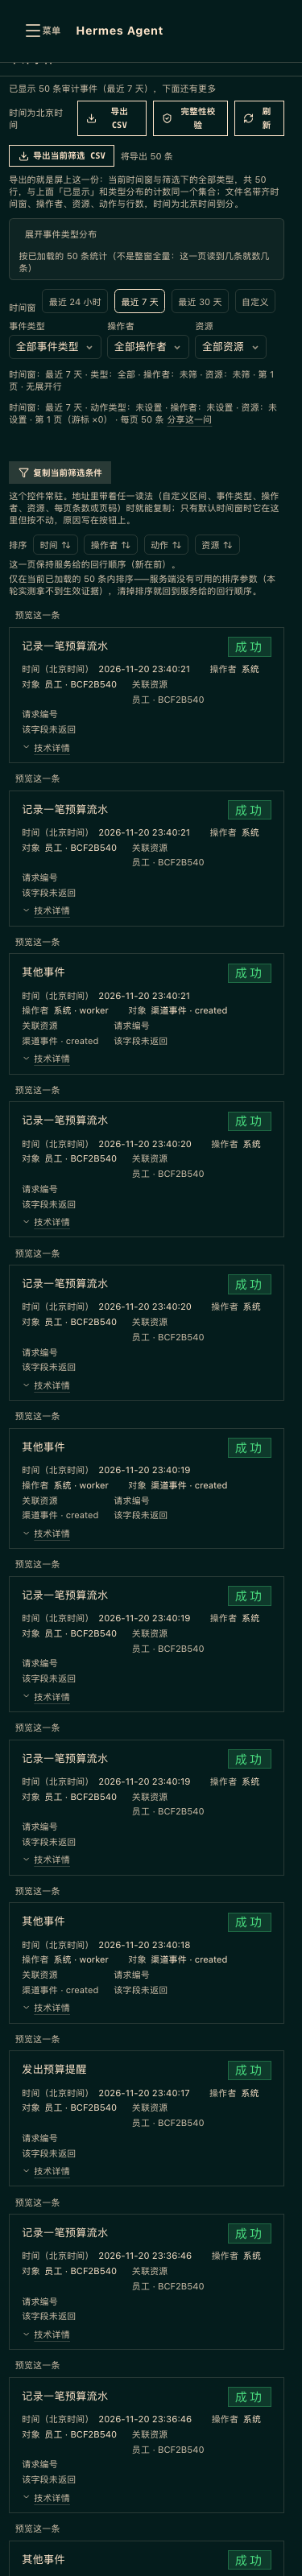 菜单 Hermes Agent
已显示 50 条审计事件（最近 7 天），下面还有更多
时间为北京时间
导出 CSV
完整性校验
刷新
导出当前筛选 CSV 将导出 50 条
导出的就是屏上这一份：当前时间窗与筛选下的全部类型，共 50
行，与上面「已显示」和类型分布的计数同一个集合；文件名带齐时
间窗、操作者、资源、动作与行数，时间为北京时间到分。
展开事件类型分布
按已加载的 50 条统计（不是整窗全量：这一页读到几条就数几
条）
时间窗 最近 24 小时 最近 7 天 最近 30 天 自定义
事件类型 操作者 资源
全部事件类型 全部操作者 全部资源
时间窗：最近 7 天 · 类型：全部 · 操作者：未筛 · 资源：未筛 · 第 1
页 · 无展开行
时间窗：最近 7 天 · 动作类型：未设置 · 操作者：未设置 · 资源：未
设置 · 第 1 页（游标 ×0） · 每页 50 条 分享这一问
复制当前筛选条件
这个控件常驻。地址里带着任一读法（自定义区间、事件类型、操作
者、资源、每页条数或页码）时就能复制；只有默认时间窗时它在这
里但按不动，原因写在按钮上。
排序 时间 ↑↓ 操作者 ↑↓ 动作 ↑↓ 资源 ↑↓
这一页保持服务给的回行顺序（新在前）。
仅在当前已加载的 50 条内排序——服务端没有可用的排序参数（本
轮实测拿不到生效证据），清掉排序就回到服务给的回行顺序。
预览这一条
记录一笔预算流水 成功
时间（北京时间） 2026-11-20 23:40:21 操作者 系统
对象 员工 · BCF2B540 关联资源
员工 · BCF2B540
请求编号
该字段未返回
技术详情
预览这一条
记录一笔预算流水 成功
时间（北京时间） 2026-11-20 23:40:21 操作者 系统
对象 员工 · BCF2B540 关联资源
员工 · BCF2B540
请求编号
该字段未返回
技术详情
预览这一条
其他事件 成功
时间（北京时间） 2026-11-20 23:40:21
操作者 系统 · worker 对象 渠道事件 · created
关联资源 请求编号
渠道事件 · created 该字段未返回
技术详情
预览这一条
记录一笔预算流水 成功
时间（北京时间） 2026-11-20 23:40:20 操作者 系统
对象 员工 · BCF2B540 关联资源
员工 · BCF2B540
请求编号
该字段未返回
技术详情
预览这一条
记录一笔预算流水 成功
时间（北京时间） 2026-11-20 23:40:20 操作者 系统
对象 员工 · BCF2B540 关联资源
员工 · BCF2B540
请求编号
该字段未返回
技术详情
预览这一条
其他事件 成功
时间（北京时间） 2026-11-20 23:40:19
操作者 系统 · worker 对象 渠道事件 · created
关联资源 请求编号
渠道事件 · created 该字段未返回
技术详情
预览这一条
记录一笔预算流水 成功
时间（北京时间） 2026-11-20 23:40:19 操作者 系统
对象 员工 · BCF2B540 关联资源
员工 · BCF2B540
请求编号
该字段未返回
技术详情
预览这一条
记录一笔预算流水 成功
时间（北京时间） 2026-11-20 23:40:19 操作者 系统
对象 员工 · BCF2B540 关联资源
员工 · BCF2B540
请求编号
该字段未返回
技术详情
预览这一条
其他事件 成功
时间（北京时间） 2026-11-20 23:40:18
操作者 系统 · worker 对象 渠道事件 · created
关联资源 请求编号
渠道事件 · created 该字段未返回
技术详情
预览这一条
发出预算提醒 成功
时间（北京时间） 2026-11-20 23:40:17 操作者 系统
对象 员工 · BCF2B540 关联资源
员工 · BCF2B540
请求编号
该字段未返回
技术详情
预览这一条
记录一笔预算流水 成功
时间（北京时间） 2026-11-20 23:36:46 操作者 系统
对象 员工 · BCF2B540 关联资源
员工 · BCF2B540
请求编号
该字段未返回
技术详情
预览这一条
记录一笔预算流水 成功
时间（北京时间） 2026-11-20 23:36:46 操作者 系统
对象 员工 · BCF2B540 关联资源
员工 · BCF2B540
请求编号
该字段未返回
技术详情
预览这一条
其他事件 成功